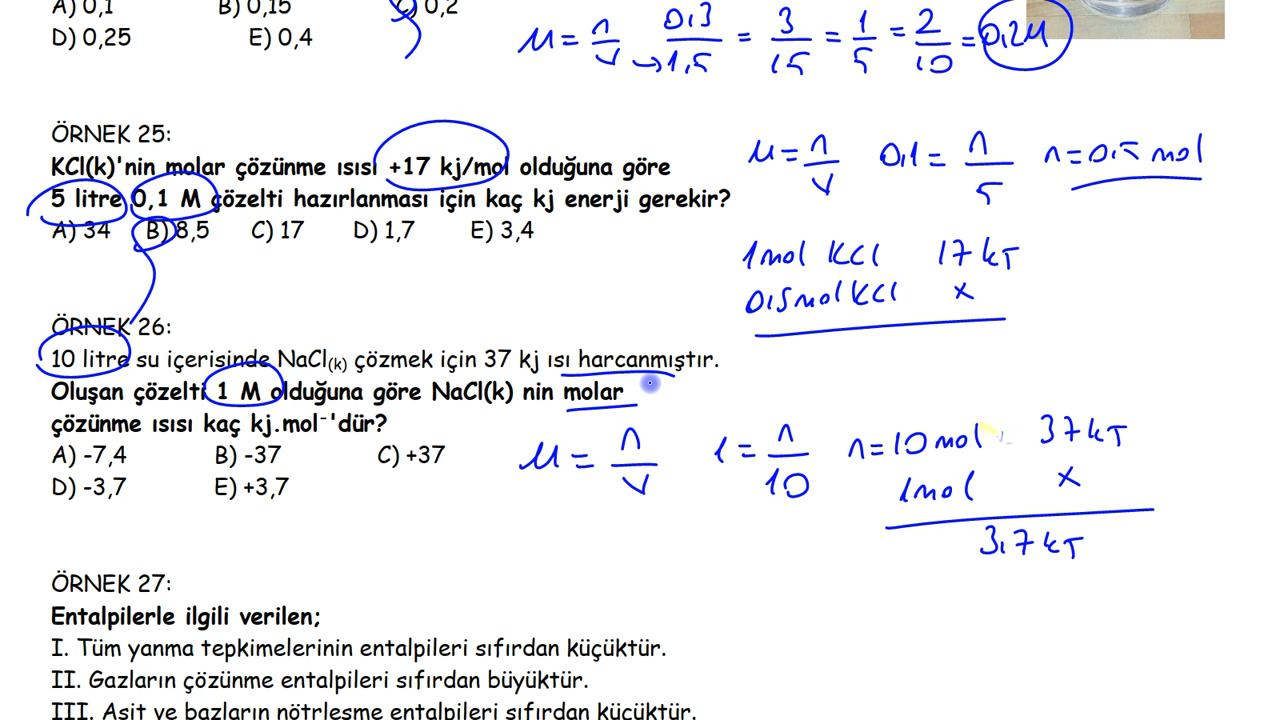 A) 0,1 B) 0,15 C) 0,2
D) 0,25 E) 0,4
M = n/v → 0,3/1,5 = 3/15 = 1/5 = 2/10 = 0,2M
ÖRNEK 25:
KCl(k)'nin molar çözünme ısısı +17 kj/mol olduğuna göre
5 litre 0,1 M çözelti hazırlanması için kaç kj enerji gerekir?
A) 34 B) 8,5 C) 17 D) 1,7 E) 3,4
M = n/v 0,1 = n/5 n = 0,5 mol
1mol KCl 17 kJ
0,5mol KCl x
ÖRNEK 26:
10 litre su içerisinde NaCl(k) çözmek için 37 kj ısı harcanmıştır.
Oluşan çözelti 1 M olduğuna göre NaCl(k) nin molar
çözünme ısısı kaç kj.mol⁻'dür?
A) -7,4 B) -37 C) +37
D) -3,7 E) +3,7
M = n/v 1 = n/10 n = 10 mol 37 kJ
1mol x
3,7 kJ
ÖRNEK 27:
Entalpilerle ilgili verilen;
I. Tüm yanma tepkimelerinin entalpileri sıfırdan küçüktür.
II. Gazların çözünme entalpileri sıfırdan büyüktür.
III. Asit ve bazların nötrleşme entalpileri sıfırdan küçüktür.